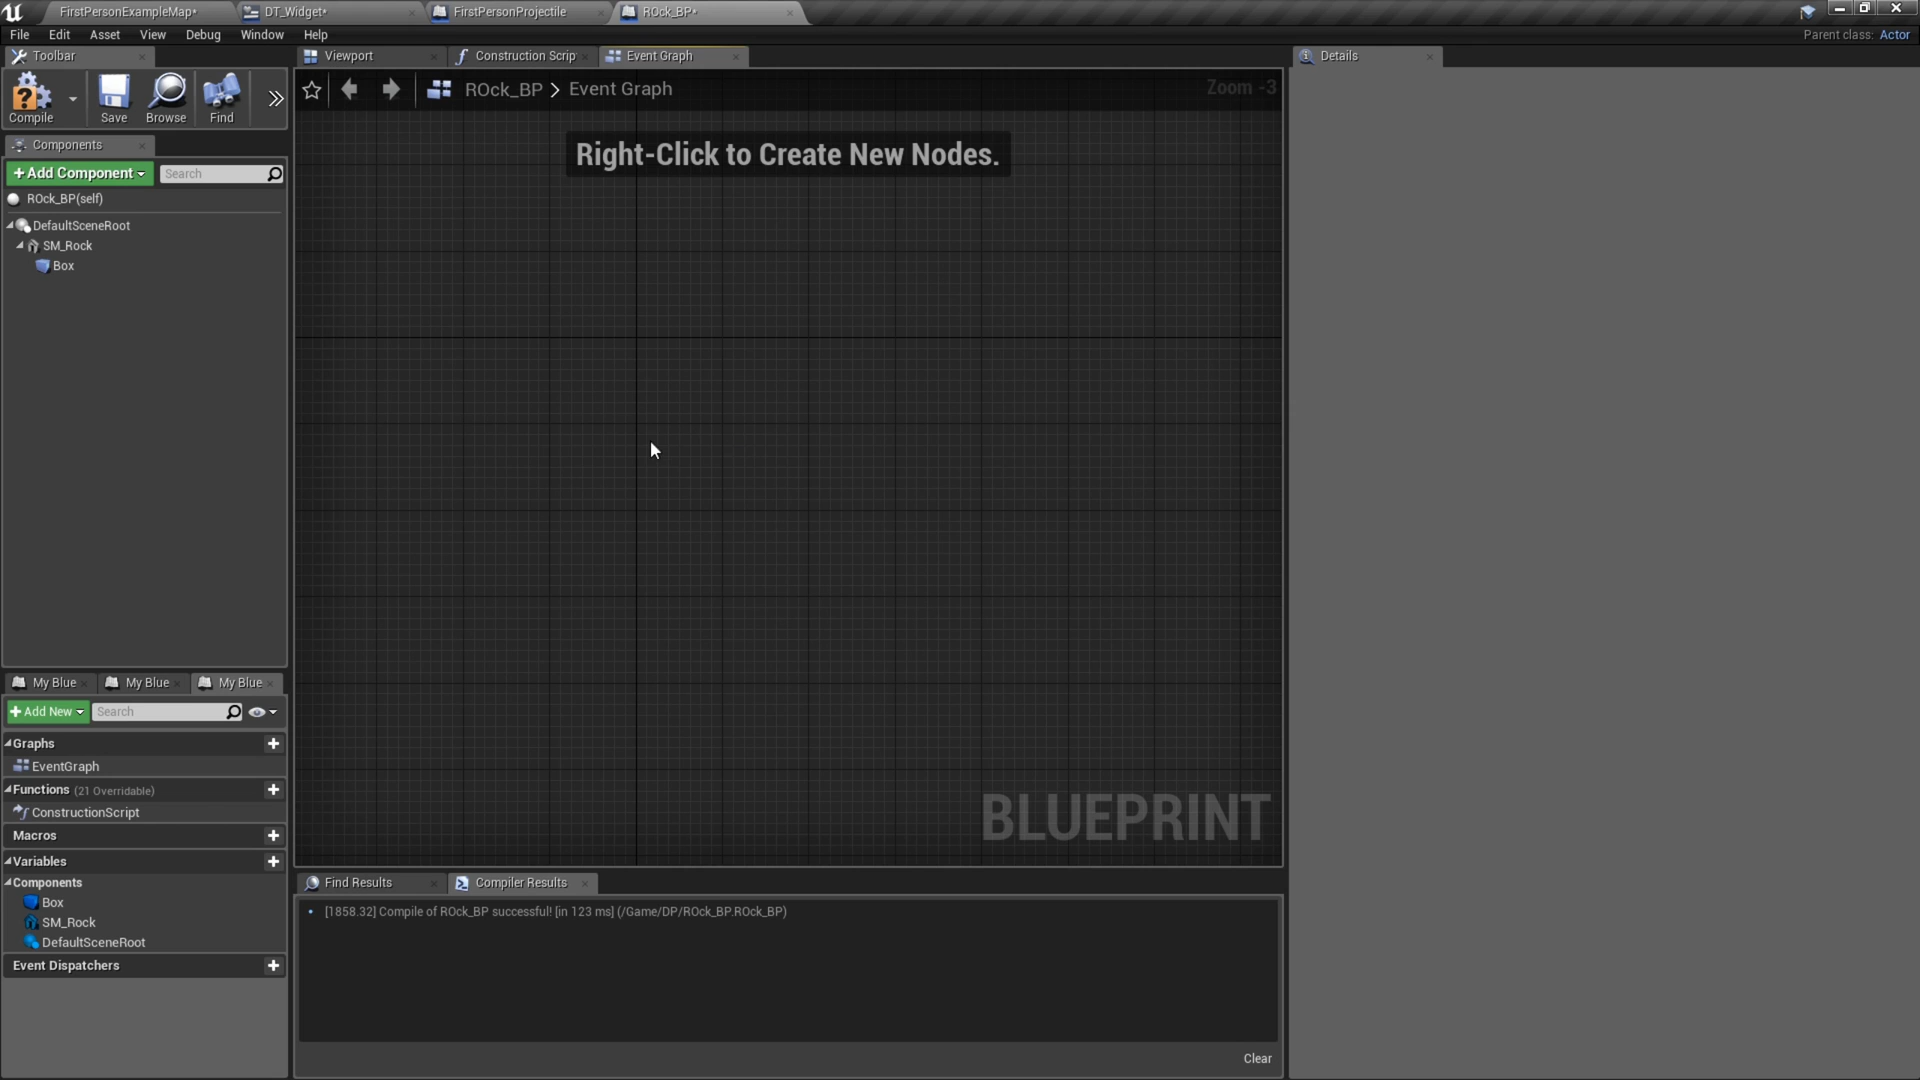 FirstPersonExampleMap*
DT_Widget*
FirstPersonProjectile
ROck_BP*
File Edit Asset View Debug Window Help
Parent class: Actor
Toolbar
Viewport
Construction Scrip
Event Graph
Details
Compile
Save
Browse
Find
ROck_BP > Event Graph
Zoom -3
Components
Right-Click to Create New Nodes.
+Add Component
Search
ROck_BP(self)
DefaultSceneRoot
SM_Rock
Box
My Blue
My Blue
My Blue
+Add New
Search
Graphs
EventGraph
Functions (21 Overridable)
ConstructionScript
Macros
Variables
Components
Box
SM_Rock
DefaultSceneRoot
Event Dispatchers
BLUEPRINT
Find Results
Compiler Results
[1858.32] Compile of ROck_BP successful! [in 123 ms] (/Game/DP/ROck_BP.ROck_BP)
Clear